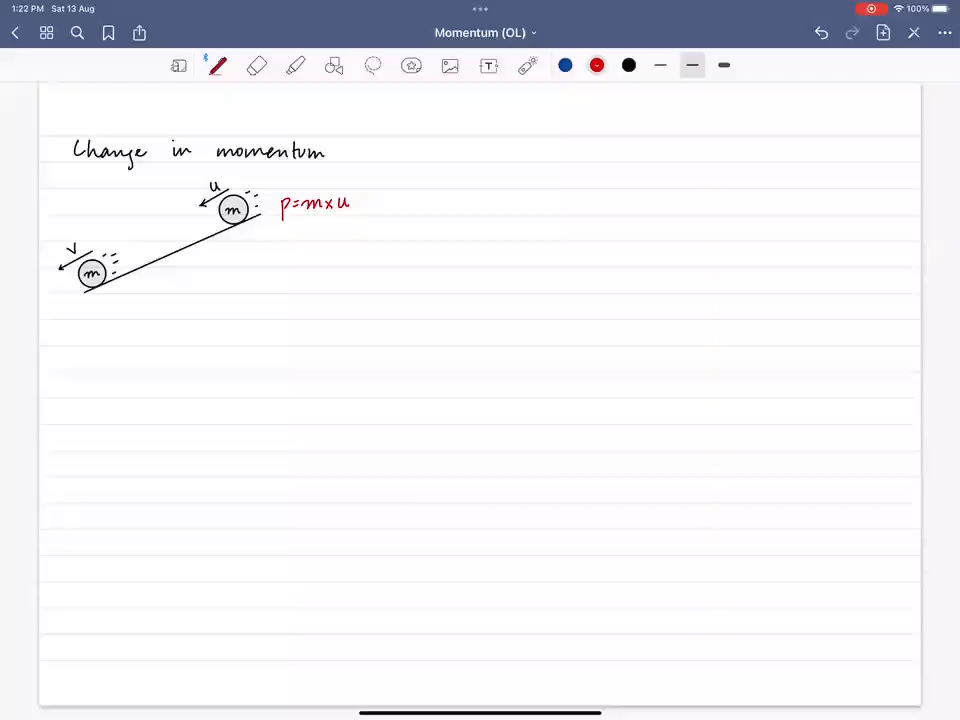 1:22 PM Sat 13 Aug
100%
Momentum (OL)
T
Change in momentum
u
m
p=m×u
v
m